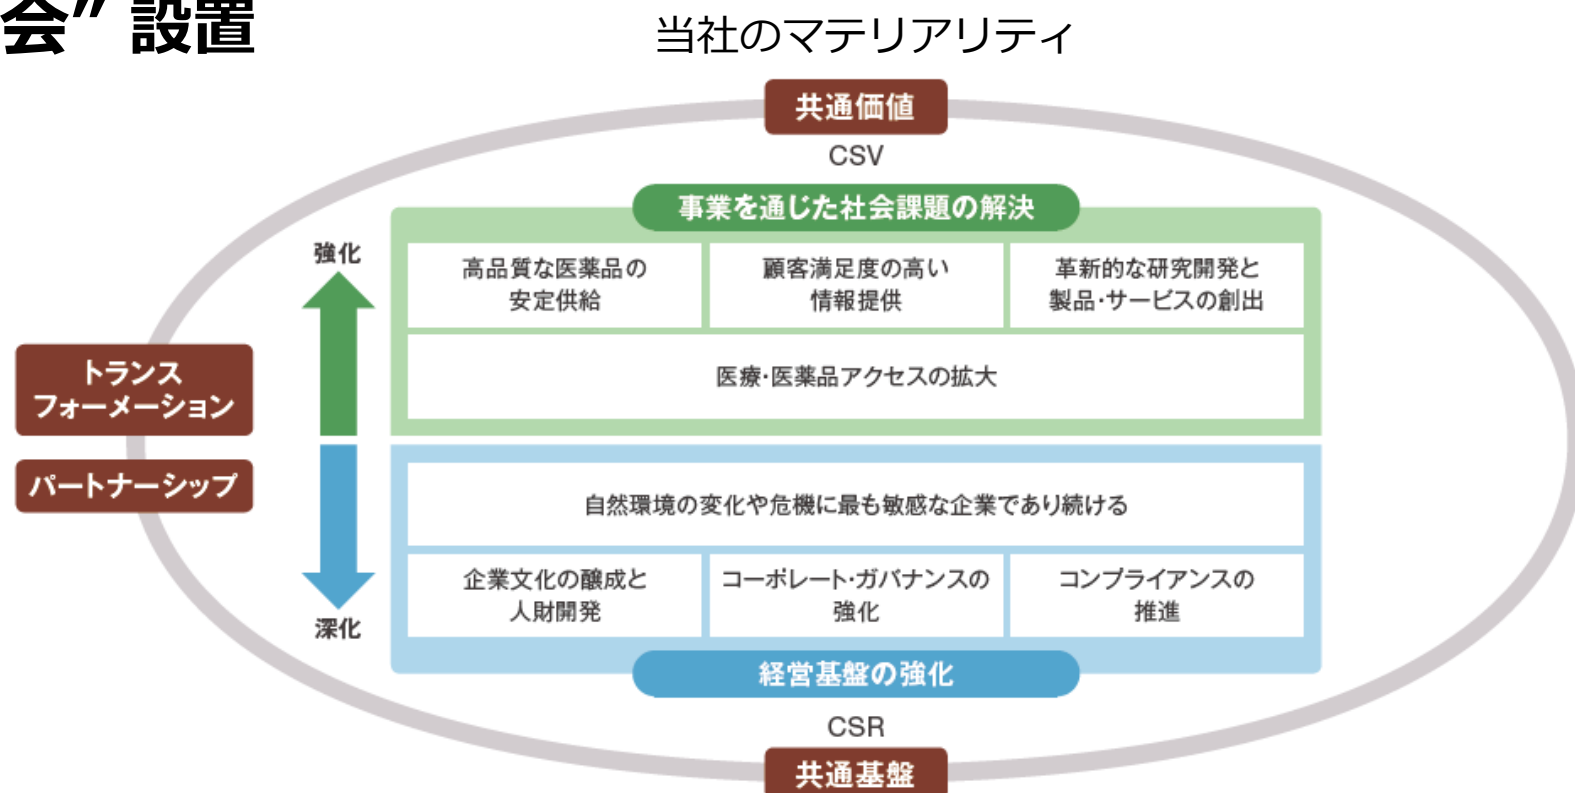 会” 設置
当社のマテリアリティ
共通価値
CSV
事業を通じた社会課題の解決
強化
高品質な医薬品の
安定供給
顧客満足度の高い
情報提供
革新的な研究開発と
製品・サービスの創出
医療・医薬品アクセスの拡大
トランス
フォーメーション
パートナーシップ
自然環境の変化や危機に最も敏感な企業であり続ける
企業文化の醸成と
人財開発
コーポレート・ガバナンスの
強化
コンプライアンスの
推進
深化
経営基盤の強化
CSR
共通基盤